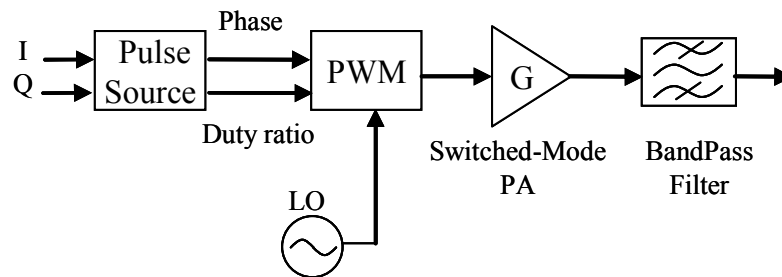 I
Q
Pulse
Source
Phase
Duty ratio
PWM
LO
G
Switched-Mode
PA
BandPass
Filter